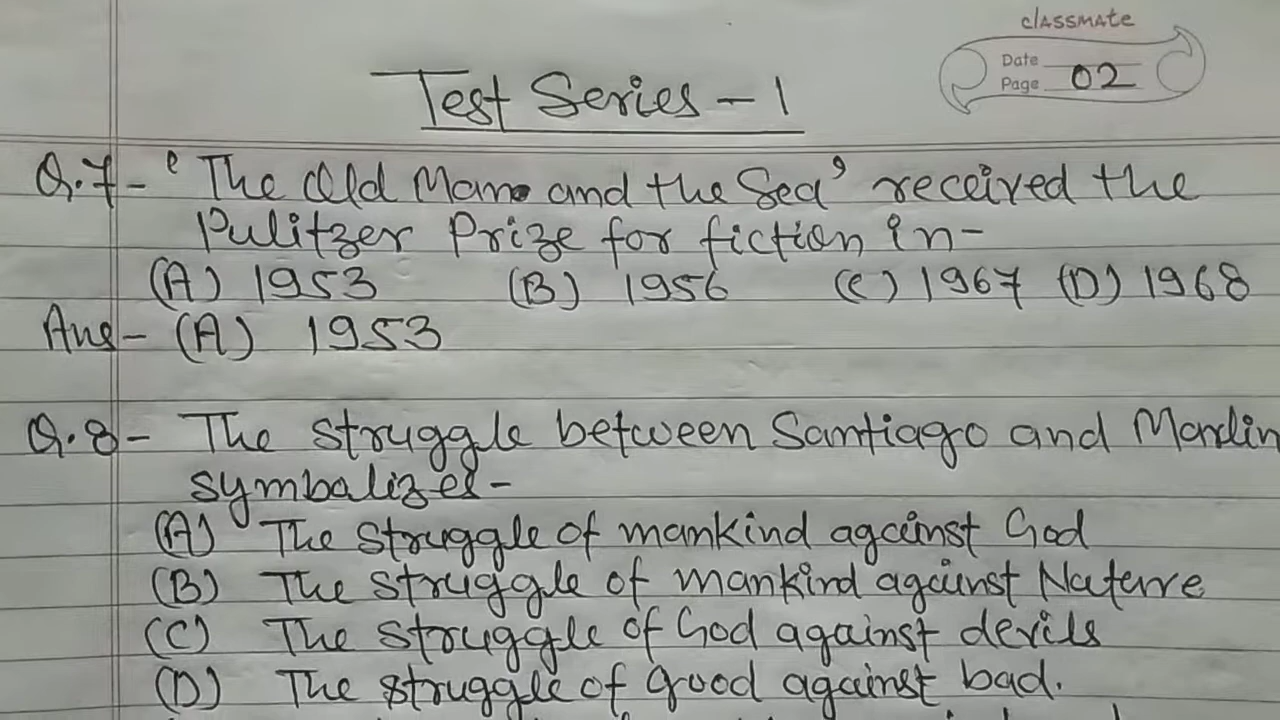 classmate
Date
Page 02
Test Series - 1
Q.7- 'The Old Man and the Sea' received the
Pulitzer Prize for fiction in-
(A) 1953 (B) 1956 (C) 1967 (D) 1968
Ans- (A) 1953
Q.8- The struggle between Santiago and Marlin
symbalizes-
(A) The struggle of mankind against God
(B) The struggle of mankind against Nature
(C) The struggle of God against devils
(D) The struggle of good against bad.